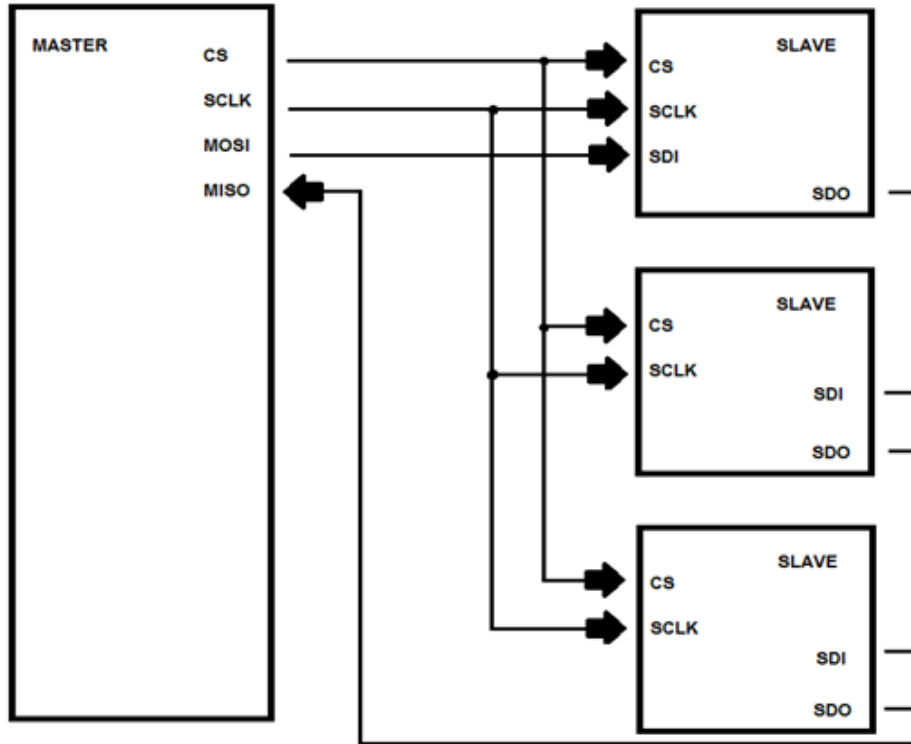 MASTER
CS
SCLK
MOSI
MISO
SLAVE
CS
SCLK
SDI
SDO
SLAVE
CS
SCLK
SDI
SDO
SLAVE
CS
SCLK
SDI
SDO